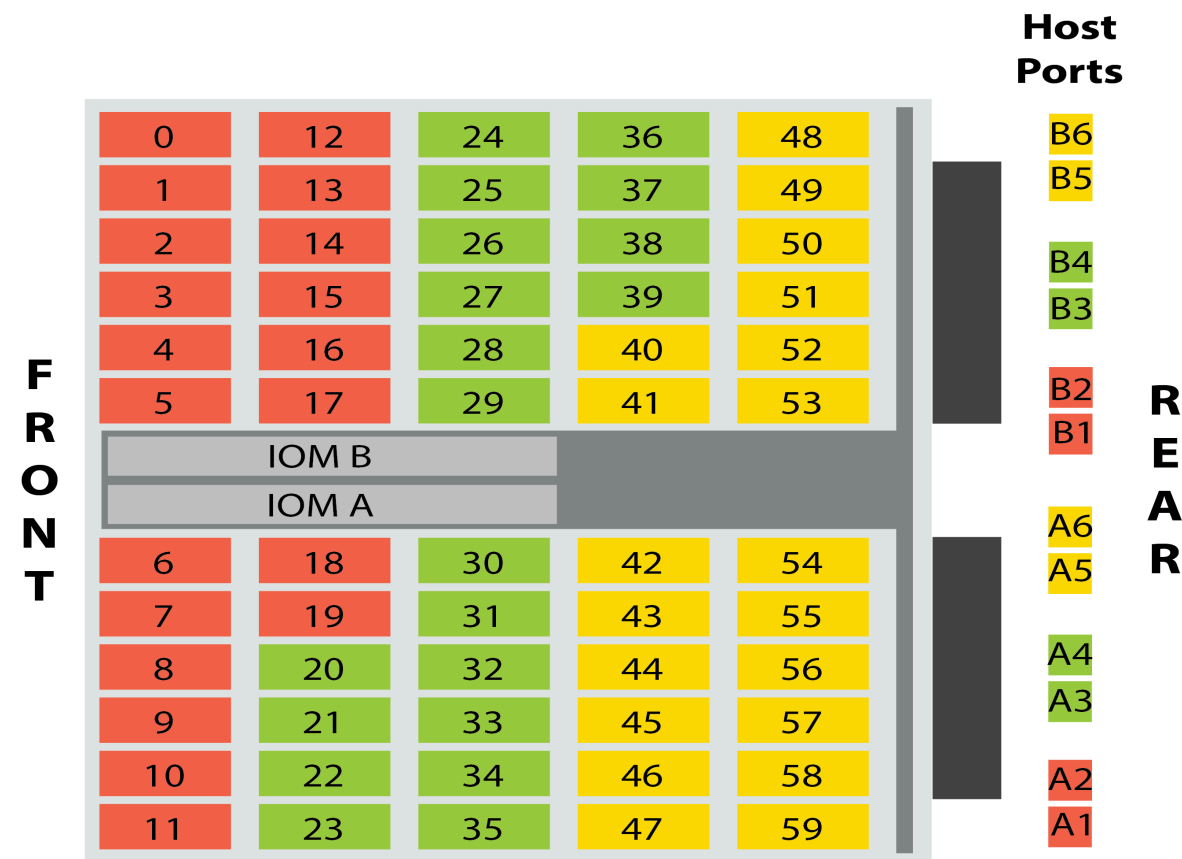 Host
Ports
0 12 24 36 48 B6
1 13 25 37 49 B5
2 14 26 38 50 B4
3 15 27 39 51 B3
4 16 28 40 52 B2
5 17 29 41 53 B1
IOM B
IOM A
6 18 30 42 54 A6
7 19 31 43 55 A5
8 20 32 44 56 A4
9 21 33 45 57 A3
10 22 34 46 58 A2
11 23 35 47 59 A1
FRONT
REAR